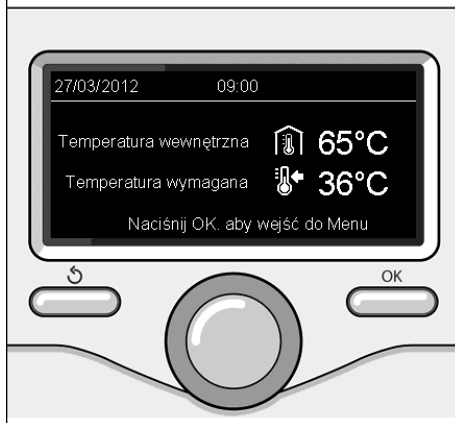 27/03/2012 09:00
Temperatura wewnętrzna 65°C
Temperatura wymagana 36°C
Naciśnij OK. aby wejść do Menu
OK